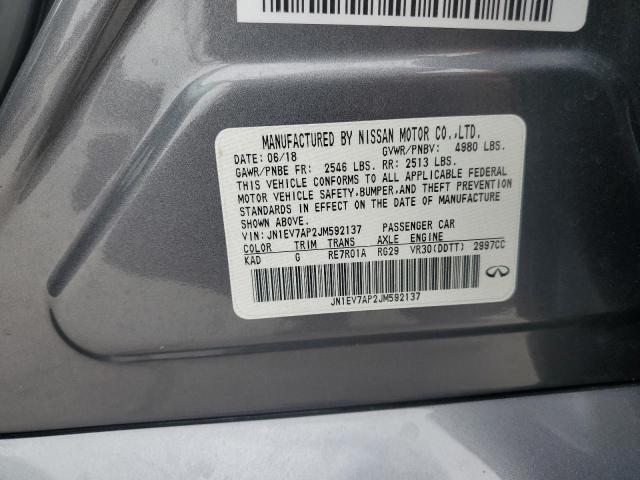 MANUFACTURED BY NISSAN MOTOR CO.,LTD.
DATE: 06/18 GVWR/PNBV: 4980 LBS.
GAWR/PNBE FR: 2546 LBS. RR: 2513 LBS.
THIS VEHICLE CONFORMS TO ALL APPLICABLE FEDERAL
MOTOR VEHICLE SAFETY,BUMPER,AND THEFT PREVENTION
STANDARDS IN EFFECT ON THE DATE OF MANUFACTURE
SHOWN ABOVE.
VIN: JN1EV7AP2JM592137 PASSENGER CAR
COLOR TRIM TRANS AXLE ENGINE
KAD G RE7R01A RG29 VR30(DDTT) 2997CC
JN1EV7AP2JM592137